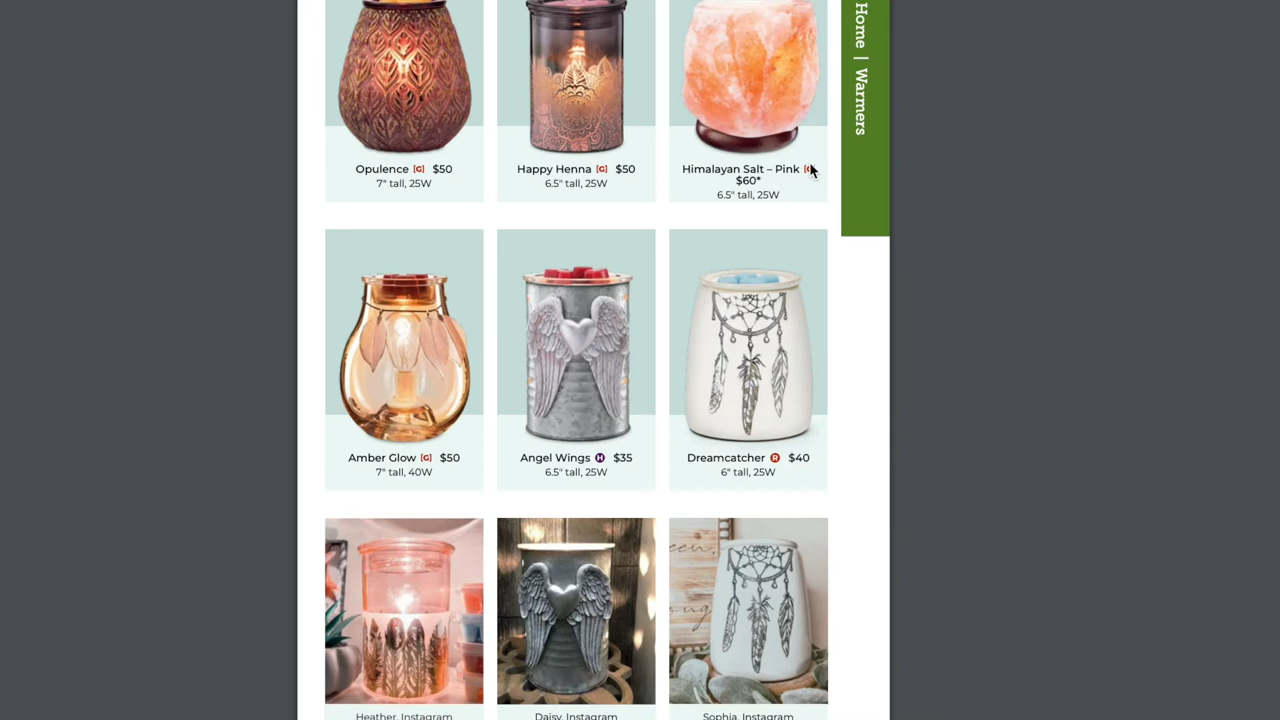 Home | Warmers
Opulence [G] $50
7" tall, 25W
Happy Henna [G] $50
6.5" tall, 25W
Himalayan Salt – Pink
$60*
6.5" tall, 25W
Amber Glow [G] $50
7" tall, 40W
Angel Wings H $35
6.5" tall, 25W
Dreamcatcher R $40
6" tall, 25W
Heather, Instagram
Daisy, Instagram
Sophia, Instagram